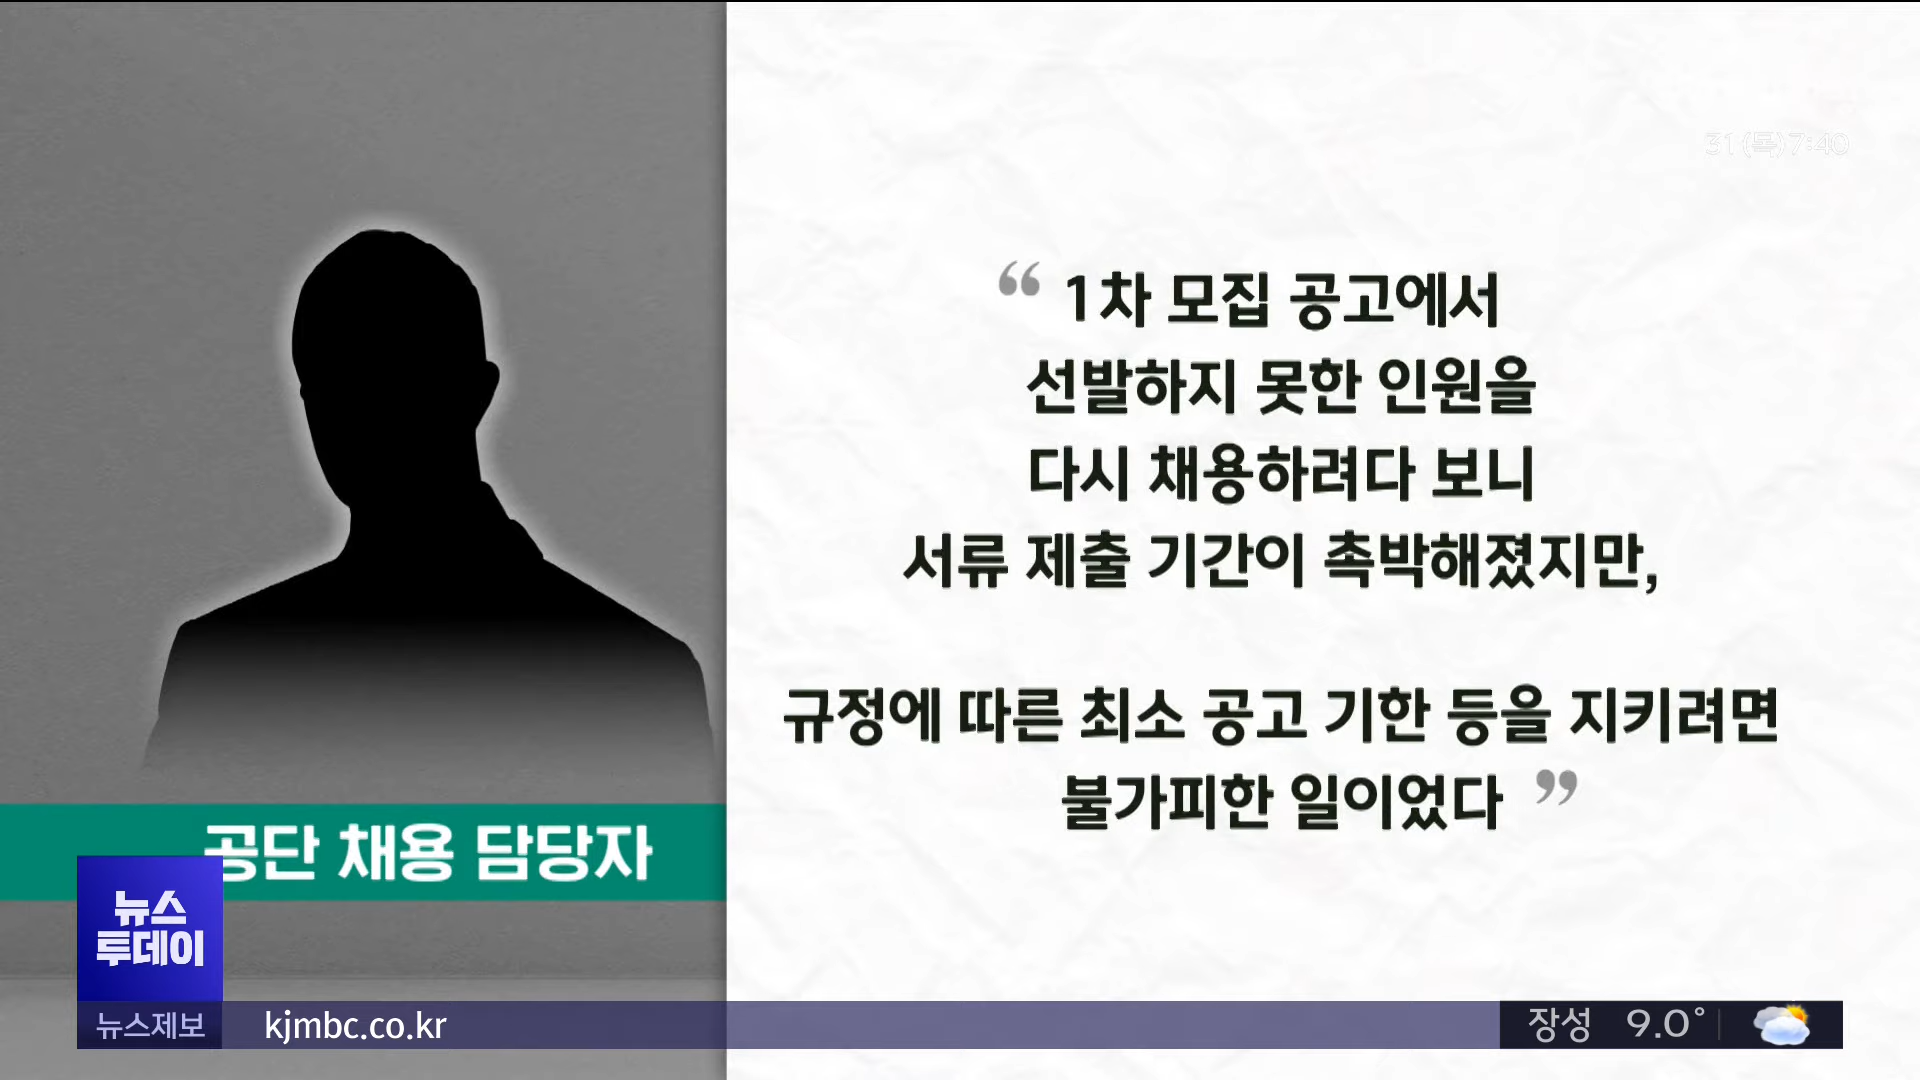 31(목)7:40
“ 1차 모집 공고에서
선발하지 못한 인원을
다시 채용하려다 보니
서류 제출 기간이 촉박해졌지만,
규정에 따른 최소 공고 기한 등을 지키려면
불가피한 일이었다 ”
공단 채용 담당자
뉴스
투데이
뉴스제보 kjmbc.co.kr
장성 9.0°